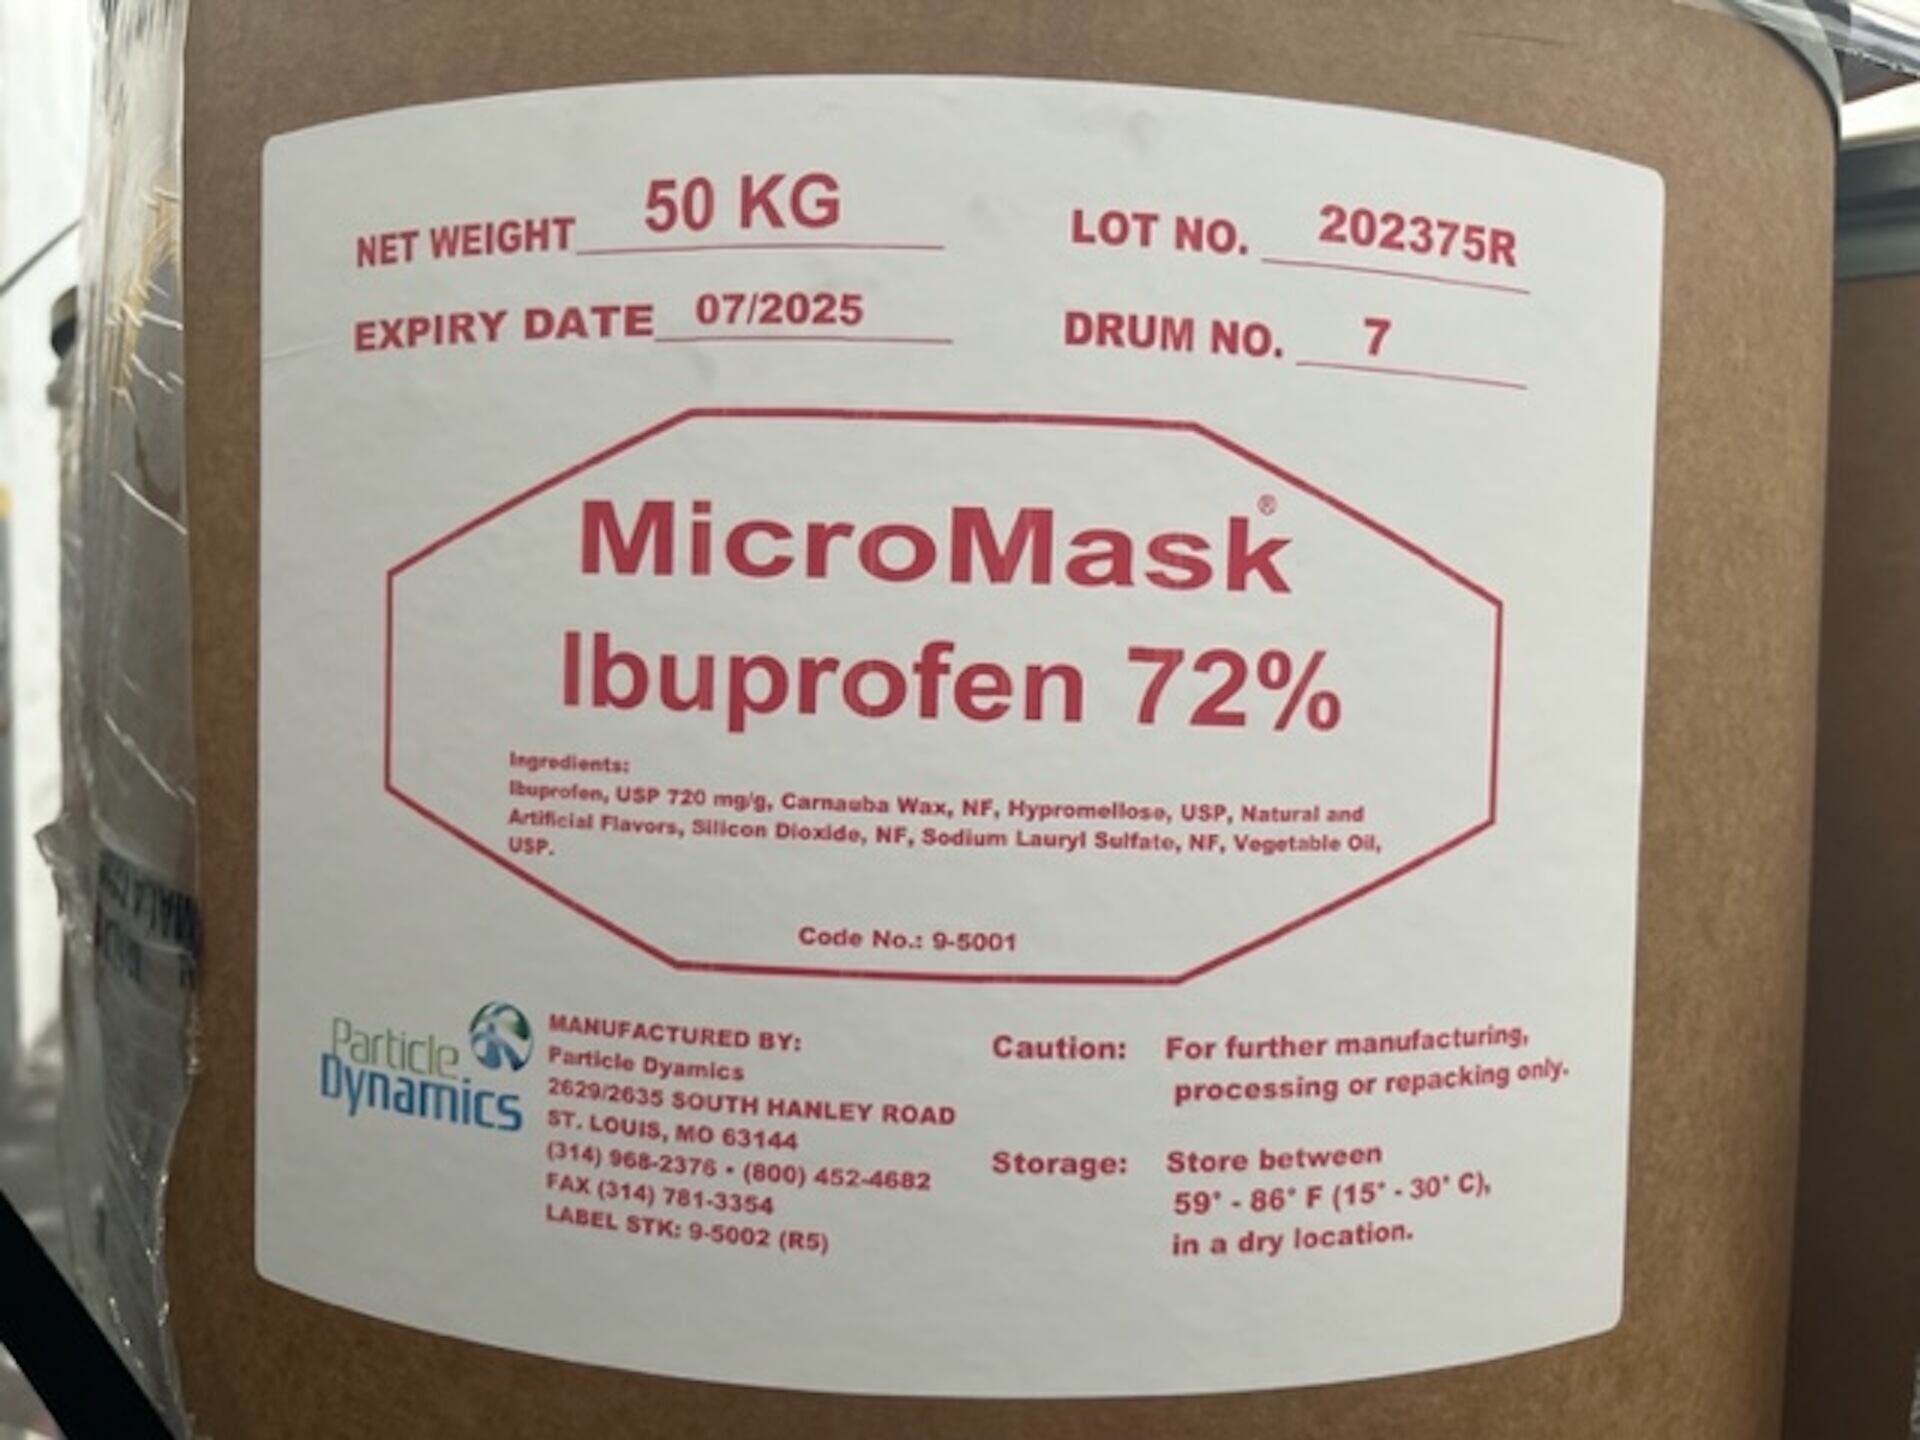 NET WEIGHT 50 KG
LOT NO. 202375R
EXPIRY DATE 07/2025
DRUM NO. 7
MicroMask®
Ibuprofen 72%
Ingredients:
Ibuprofen, USP 720 mg/g, Carnauba Wax, NF, Hypromellose, USP, Natural and
Artificial Flavors, Silicon Dioxide, NF, Sodium Lauryl Sulfate, NF, Vegetable Oil,
USP.
Code No.: 9-5001
Particle
Dynamics
MANUFACTURED BY:
Particle Dyamics
2629/2635 SOUTH HANLEY ROAD
ST. LOUIS, MO 63144
(314) 968-2376 • (800) 452-4682
FAX (314) 781-3354
LABEL STK: 9-5002 (R5)
Caution: For further manufacturing,
processing or repacking only.
Storage: Store between
59° - 86° F (15° - 30° C),
in a dry location.